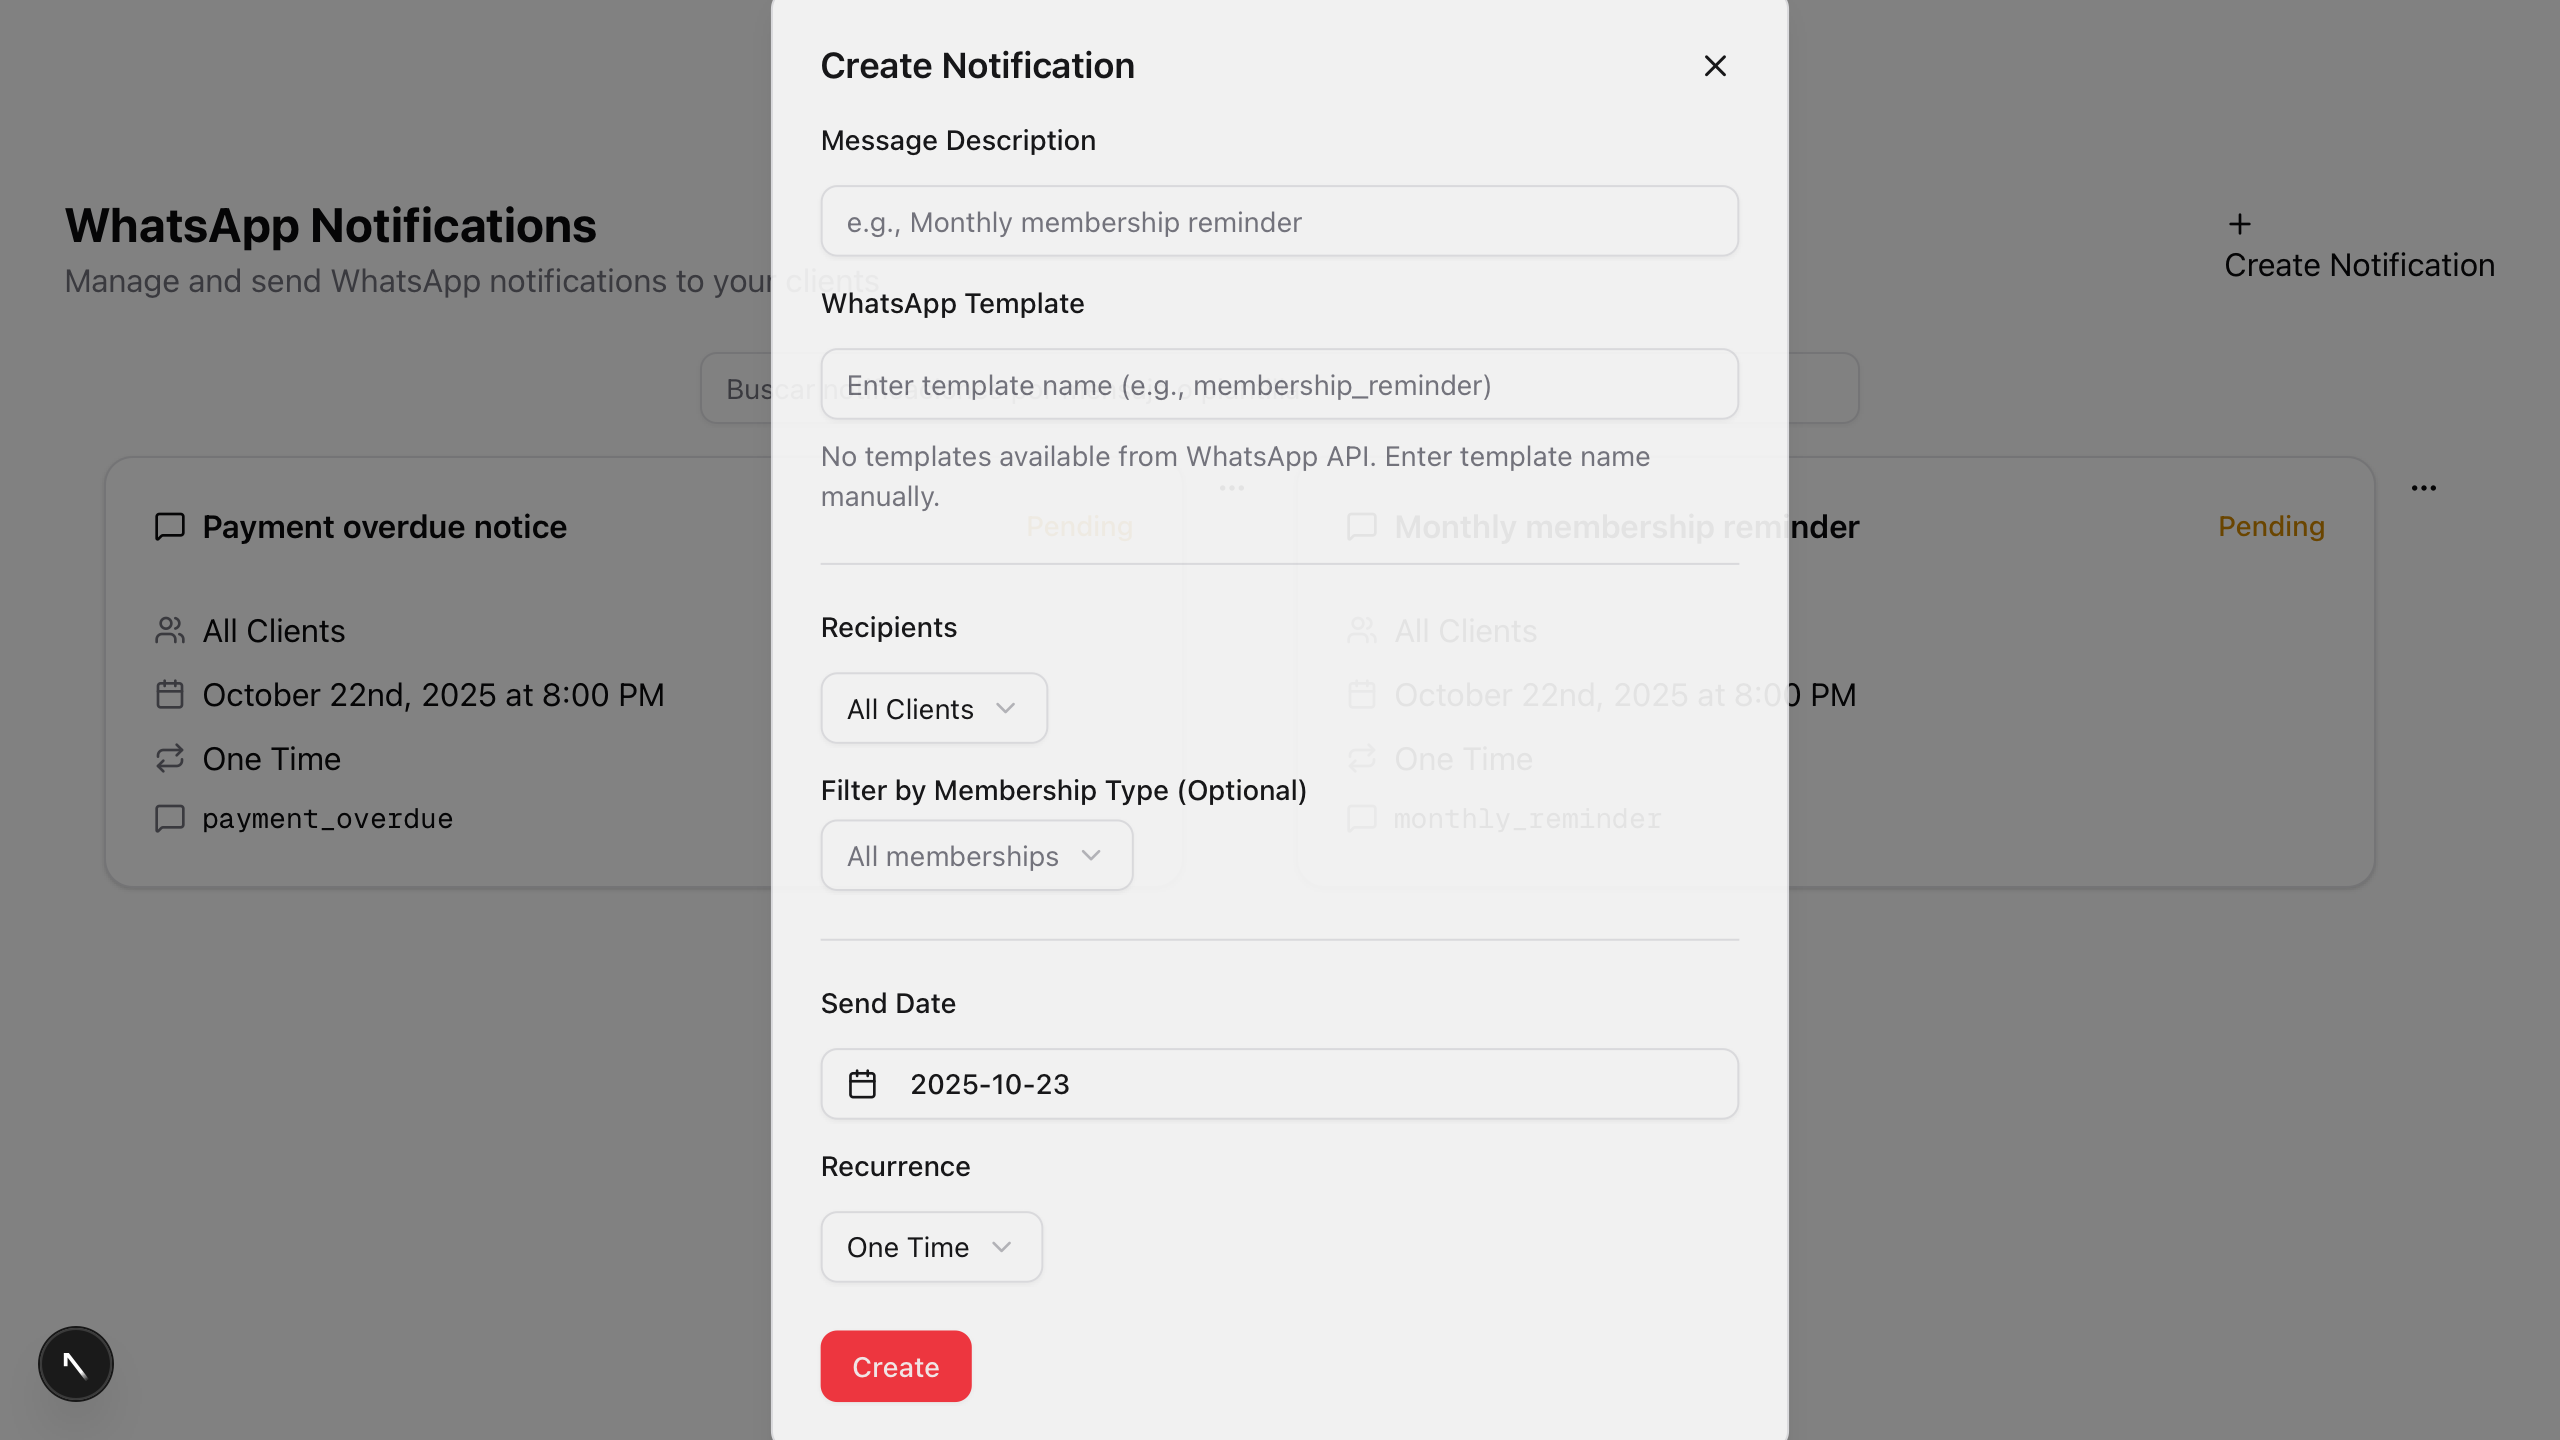 Create Notification
Message Description
e.g., Monthly membership reminder
WhatsApp Template
Enter template name (e.g., membership_reminder)
No templates available from WhatsApp API. Enter template name
manually.
Recipients
All Clients
Filter by Membership Type (Optional)
All memberships
Send Date
2025-10-23
Recurrence
One Time
Create
WhatsApp Notifications
Manage and send WhatsApp notifications to your clients
Create Notification
Buscar
Payment overdue notice
Pending
All Clients
October 22nd, 2025 at 8:00 PM
One Time
payment_overdue
Monthly membership reminder
Pending
All Clients
October 22nd, 2025 at 8:00 PM
One Time
monthly_reminder